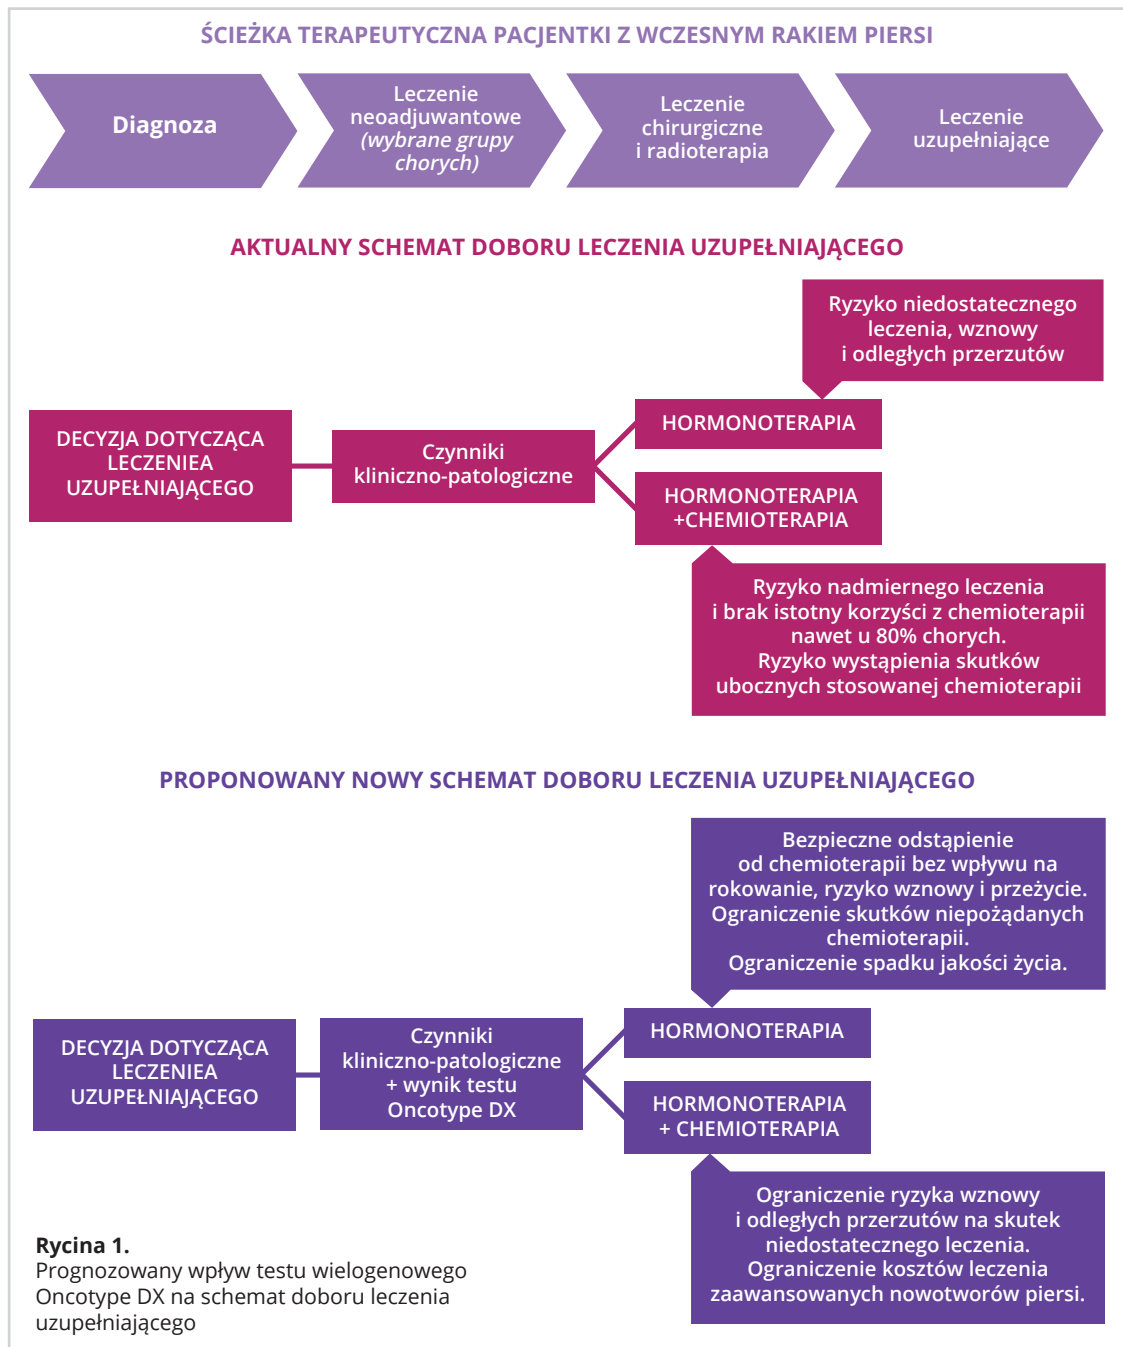 ŚCIEŻKA TERAPEUTYCZNA PACJENTKI Z WCZESNYM RAKIEM PIERSI
Diagnoza
Leczenie
neoadjuwantowe
(wybrane grupy
chorych)
Leczenie
chirurgiczne
i radioterapia
Leczenie
uzupełniające
AKTUALNY SCHEMAT DOBORU LECZENIA UZUPEŁNIAJĄCEGO
Ryzyko niedostatecznego
leczenia, wznowy
i odległych przerzutów
DECYZJA DOTYCZĄCA
LECZENIEA
UZUPEŁNIAJĄCEGO
Czynniki
kliniczno-patologiczne
HORMONOTERAPIA
HORMONOTERAPIA
+CHEMIOTERAPIA
Ryzyko nadmiernego leczenia
i brak istotny korzyści z chemioterapii
nawet u 80% chorych.
Ryzyko wystąpienia skutków
ubocznych stosowanej chemioterapii
PROPONOWANY NOWY SCHEMAT DOBORU LECZENIA UZUPEŁNIAJĄCEGO
Bezpieczne odstąpienie
od chemioterapii bez wpływu na
rokowanie, ryzyko wznowy i przeżycie.
Ograniczenie skutków niepożądanych
chemioterapii.
Ograniczenie spadku jakości życia.
DECYZJA DOTYCZĄCA
LECZENIEA
UZUPEŁNIAJĄCEGO
Czynniki
kliniczno-patologiczne
+ wynik testu
Oncotype DX
HORMONOTERAPIA
HORMONOTERAPIA
+ CHEMIOTERAPIA
Ograniczenie ryzyka wznowy
i odległych przerzutów na skutek
niedostatecznego leczenia.
Ograniczenie kosztów leczenia
zaawansowanych nowotworów piersi.
Rycina 1.
Prognozowany wpływ testu wielogenowego
Oncotype DX na schemat doboru leczenia
uzupełniającego